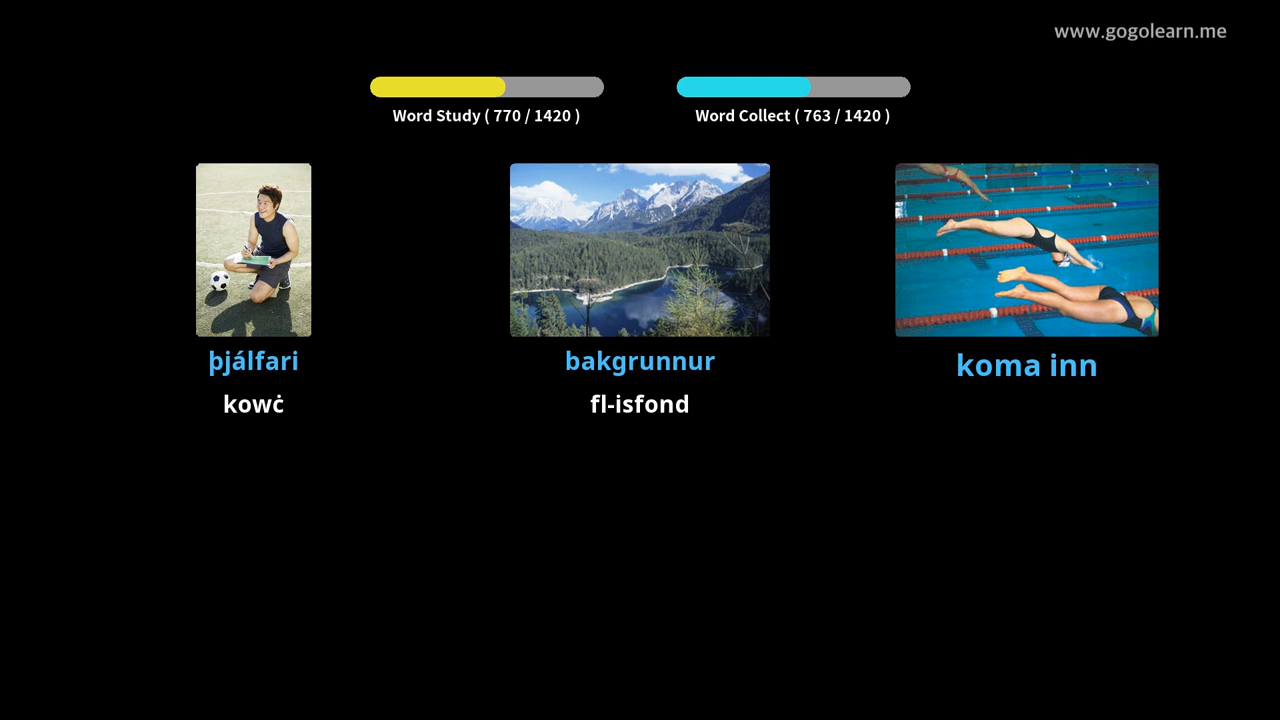 www.gogolearn.me
Word Study ( 770 / 1420 )
Word Collect ( 763 / 1420 )
þjálfari
kowċ
bakgrunnur
fl-isfond
koma inn